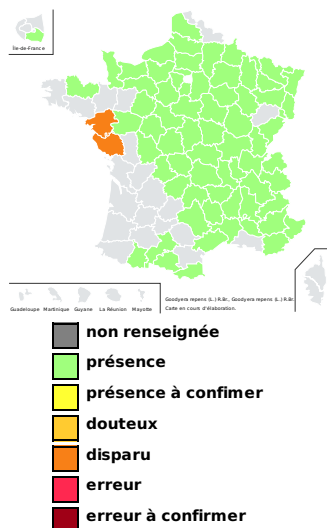 Île-de-France
Guadeloupe Martinique Guyane La Réunion Mayotte
Goodyera repens (L.) R.Br., Goodyera repens (L.) R.Br.
Carte en cours d'élaboration.
non renseignée
présence
présence à confimer
douteux
disparu
erreur
erreur à confirmer